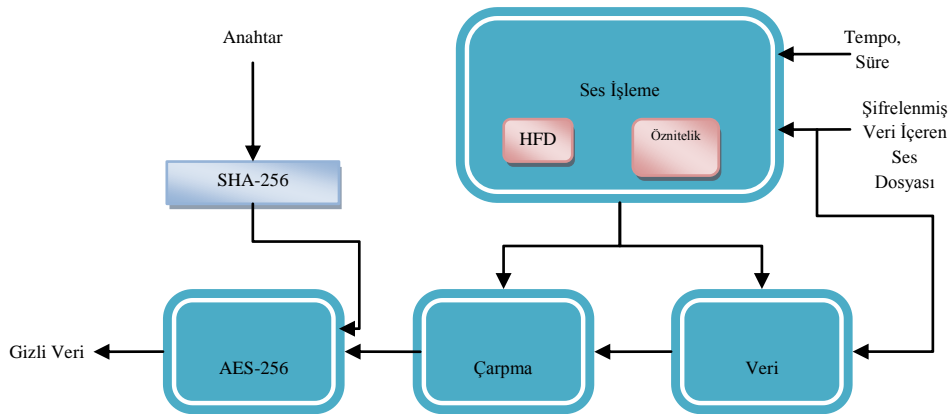 Anahtar
Tempo,
Süre
Ses İşleme
Şifrelenmiş
Veri İçeren
Ses
Dosyası
HFD
Öznitelik
SHA-256
Gizli Veri
AES-256
Çarpma
Veri